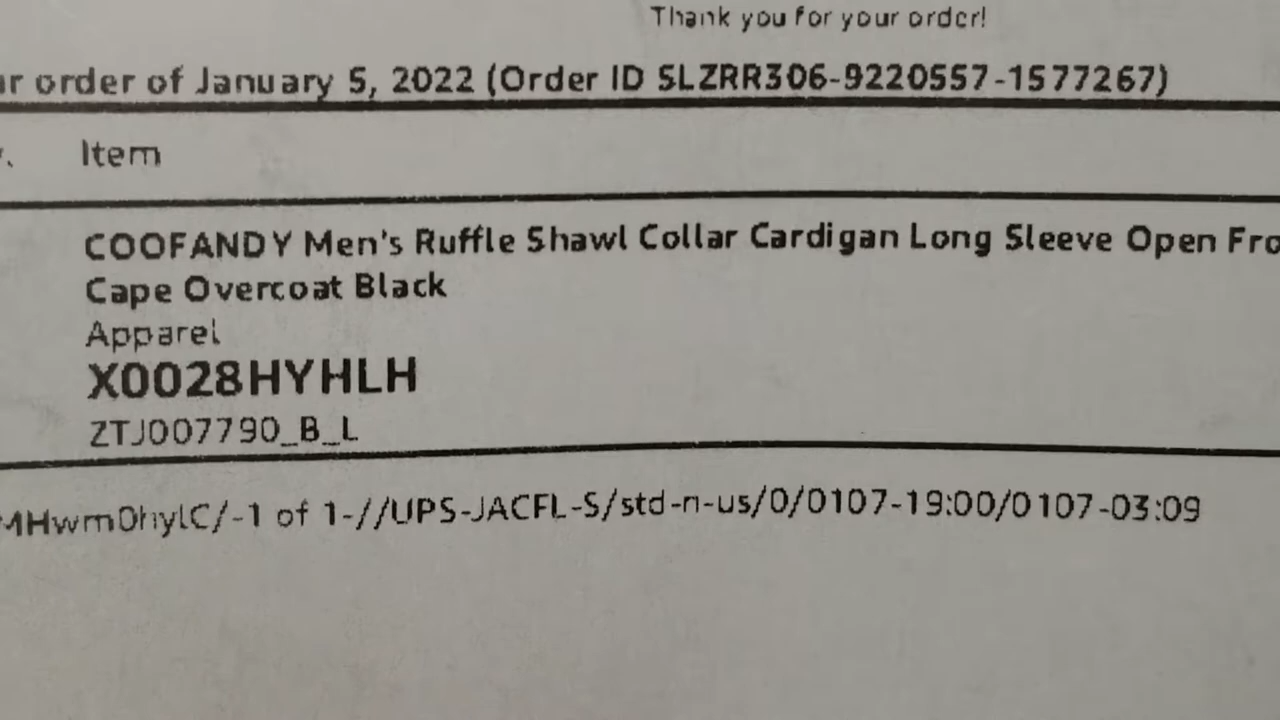 Thank you for your order!
order of January 5, 2022 (Order ID SLZRR306-9220557-1577267)
Item
COOFANDY Men's Ruffle Shawl Collar Cardigan Long Sleeve Open Fro
Cape Overcoat Black
Apparel
X0028HYHLH
ZTJ007790_B_L
/-1 of 1-//UPS-JACFL-S/std-n-us/0/0107-19:00/0107-03:09